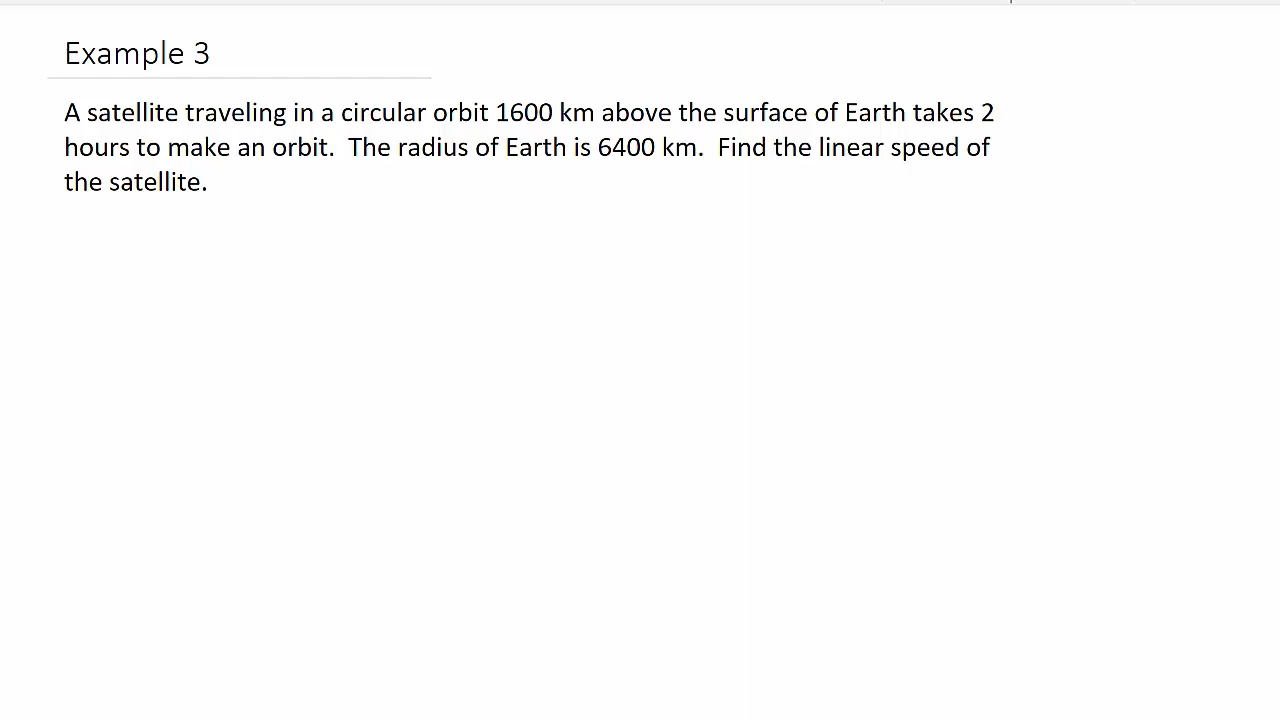 Example 3
A satellite traveling in a circular orbit 1600 km above the surface of Earth takes 2
hours to make an orbit.  The radius of Earth is 6400 km.  Find the linear speed of
the satellite.